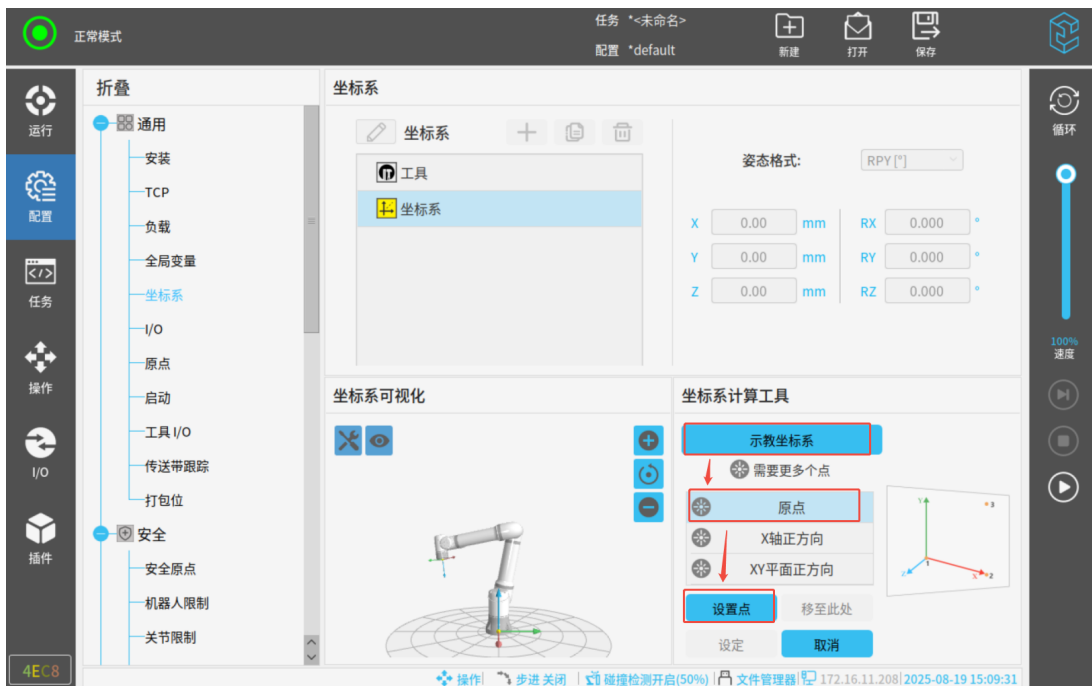 正常模式
任务 *<未命名>
配置 *default
新建
打开
保存
运行
配置
任务
操作
I/O
插件
4EC8
折叠
通用
安装
TCP
负载
全局变量
坐标系
I/O
原点
启动
工具 I/O
传送带跟踪
打包位
安全
安全原点
机器人限制
关节限制
坐标系
坐标系
工具
坐标系
姿态格式: RPY [°]
X 0.00 mm RX 0.000 °
Y 0.00 mm RY 0.000 °
Z 0.00 mm RZ 0.000 °
坐标系可视化
坐标系计算工具
示教坐标系
需要更多个点
原点
X轴正方向
XY平面正方向
Y
3
1
Z
X
2
设置点 移至此处
设定 取消
循环
100%
速度
操作 步进 关闭 碰撞检测开启(50%) 文件管理器 172.16.11.208 2025-08-19 15:09:31